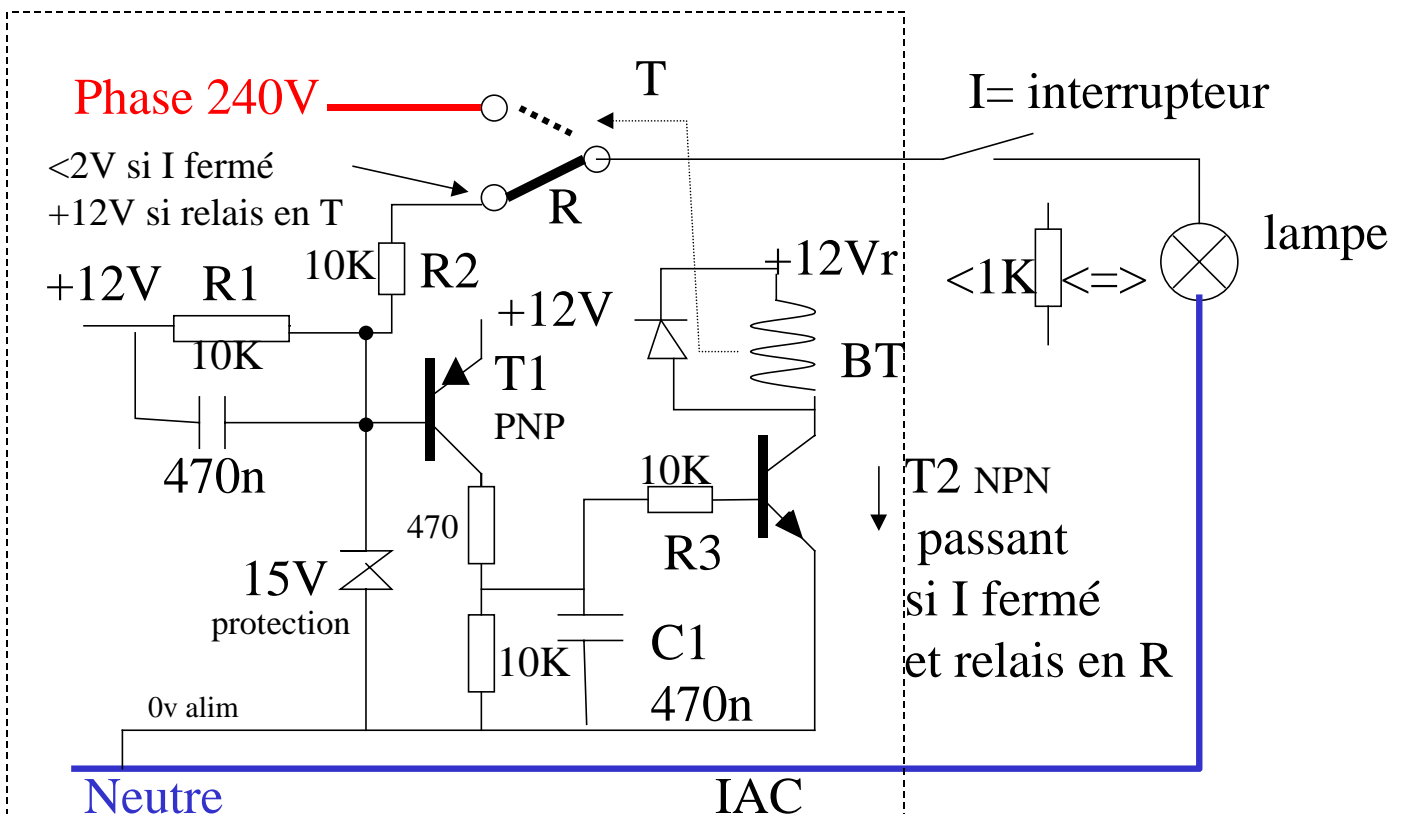 T
Phase 240V
I= interrupteur
<2V si I fermé
+12V si relais en T
R
lampe
10K
R2
+12V
R1
+12Vr
<1K
<=>
+12V
10K
BT
T1
PNP
470n
10K
T2 NPN
470
R3
passant
15V
si I fermé
protection
C1
10K
et relais en R
470n
0v alim
Neutre
IAC